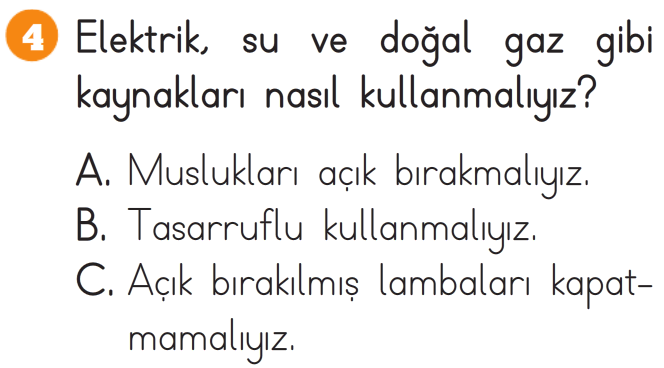 4 Elektrik, su ve doğal gaz gibi
kaynakları nasıl kullanmalıyız?
A. Muslukları açık bırakmalıyız.
B. Tasarruflu kullanmalıyız.
C. Açık bırakılmış lambaları kapat-
mamalıyız.